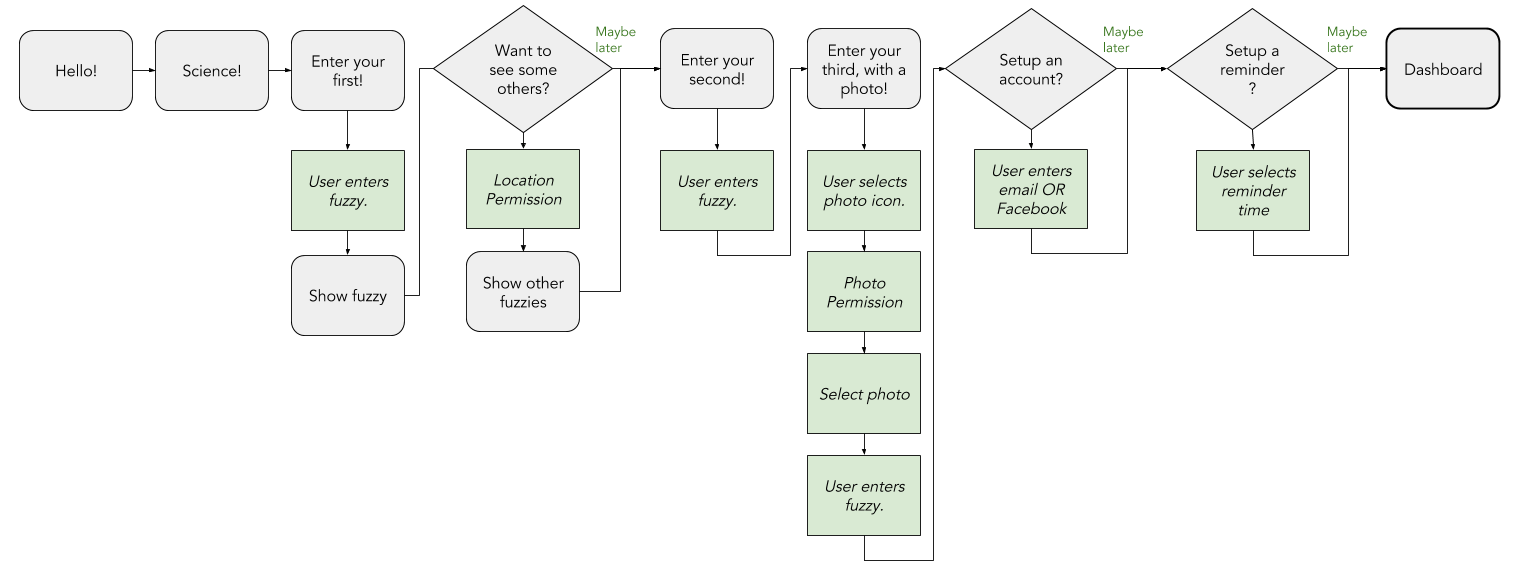 Hello!
Science!
Enter your
first!
User enters
fuzzy.
Show fuzzy
Want to
see some
others?
Maybe
later
Location
Permission
Show other
fuzzies
Enter your
second!
User enters
fuzzy.
Enter your
third, with a
photo!
User selects
photo icon.
Photo
Permission
Select photo
User enters
fuzzy.
Setup an
account?
Maybe
later
User enters
email OR
Facebook
Setup a
reminder
?
Maybe
later
User selects
reminder
time
Dashboard